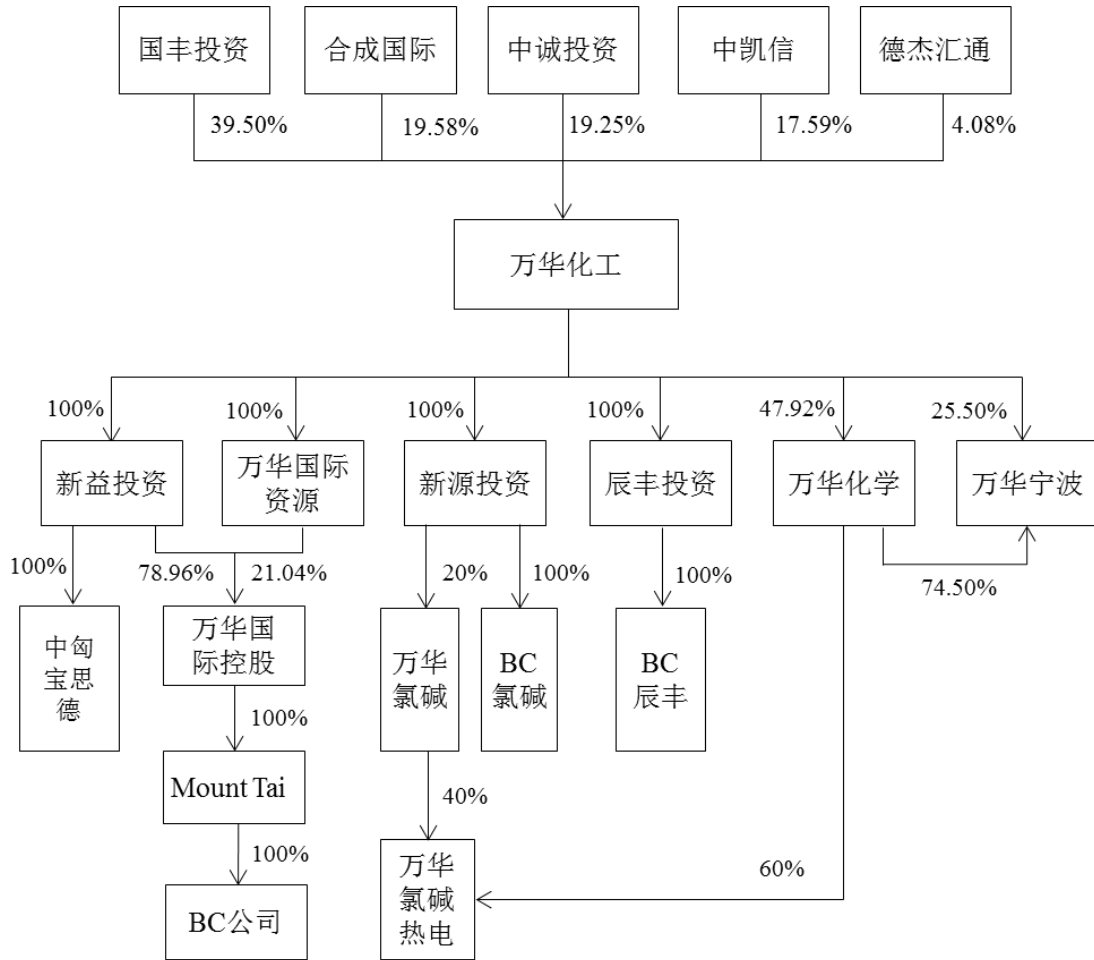 国丰投资
合成国际
中诚投资
中凯信
德杰汇通
39.50%
19.58%
19.25%
17.59%
4.08%
万华化工
100%
100%
100%
100%
47.92%
25.50%
新益投资
万华国际
资源
新源投资
辰丰投资
万华化学
万华宁波
100%
78.96%
21.04%
20%
100%
100%
74.50%
中匈
宝思
德
万华国
际控股
万华
氯碱
BC
氯碱
BC
辰丰
100%
Mount Tai
40%
100%
万华
氯碱
热电
60%
BC公司